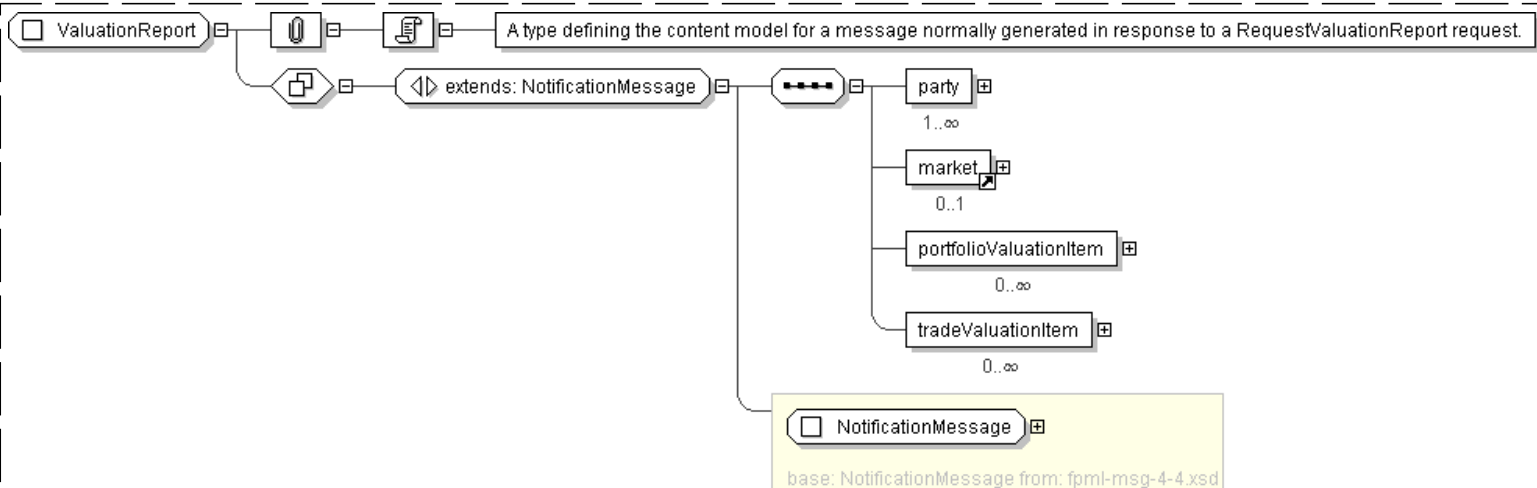 ValuationReport
A type defining the content model for a message normally generated in response to a RequestValuationReport request.
extends: NotificationMessage
party
1..∞
market
0..1
portfolioValuationItem
0..∞
tradeValuationItem
0..∞
NotificationMessage
base: NotificationMessage from: fpml-msg-4-4.xsd